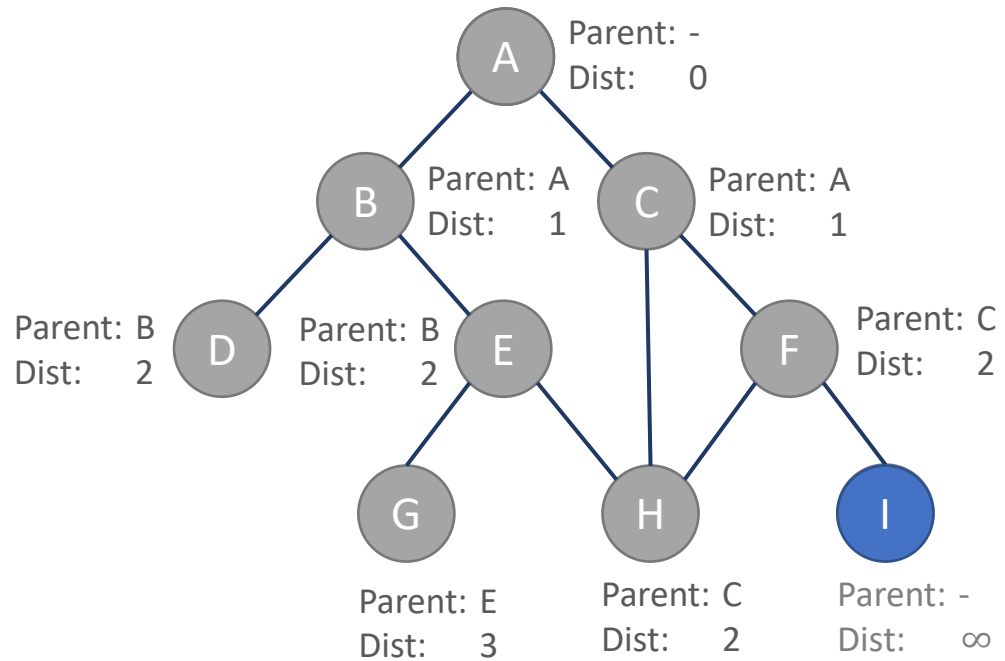 A
Parent: -
Dist: 0
B
Parent: A
Dist: 1
C
Parent: A
Dist: 1
Parent: B
Dist: 2
D
Parent: B
Dist: 2
E
F
Parent: C
Dist: 2
G
H
I
Parent: E
Dist: 3
Parent: C
Dist: 2
Parent: -
Dist: ∞